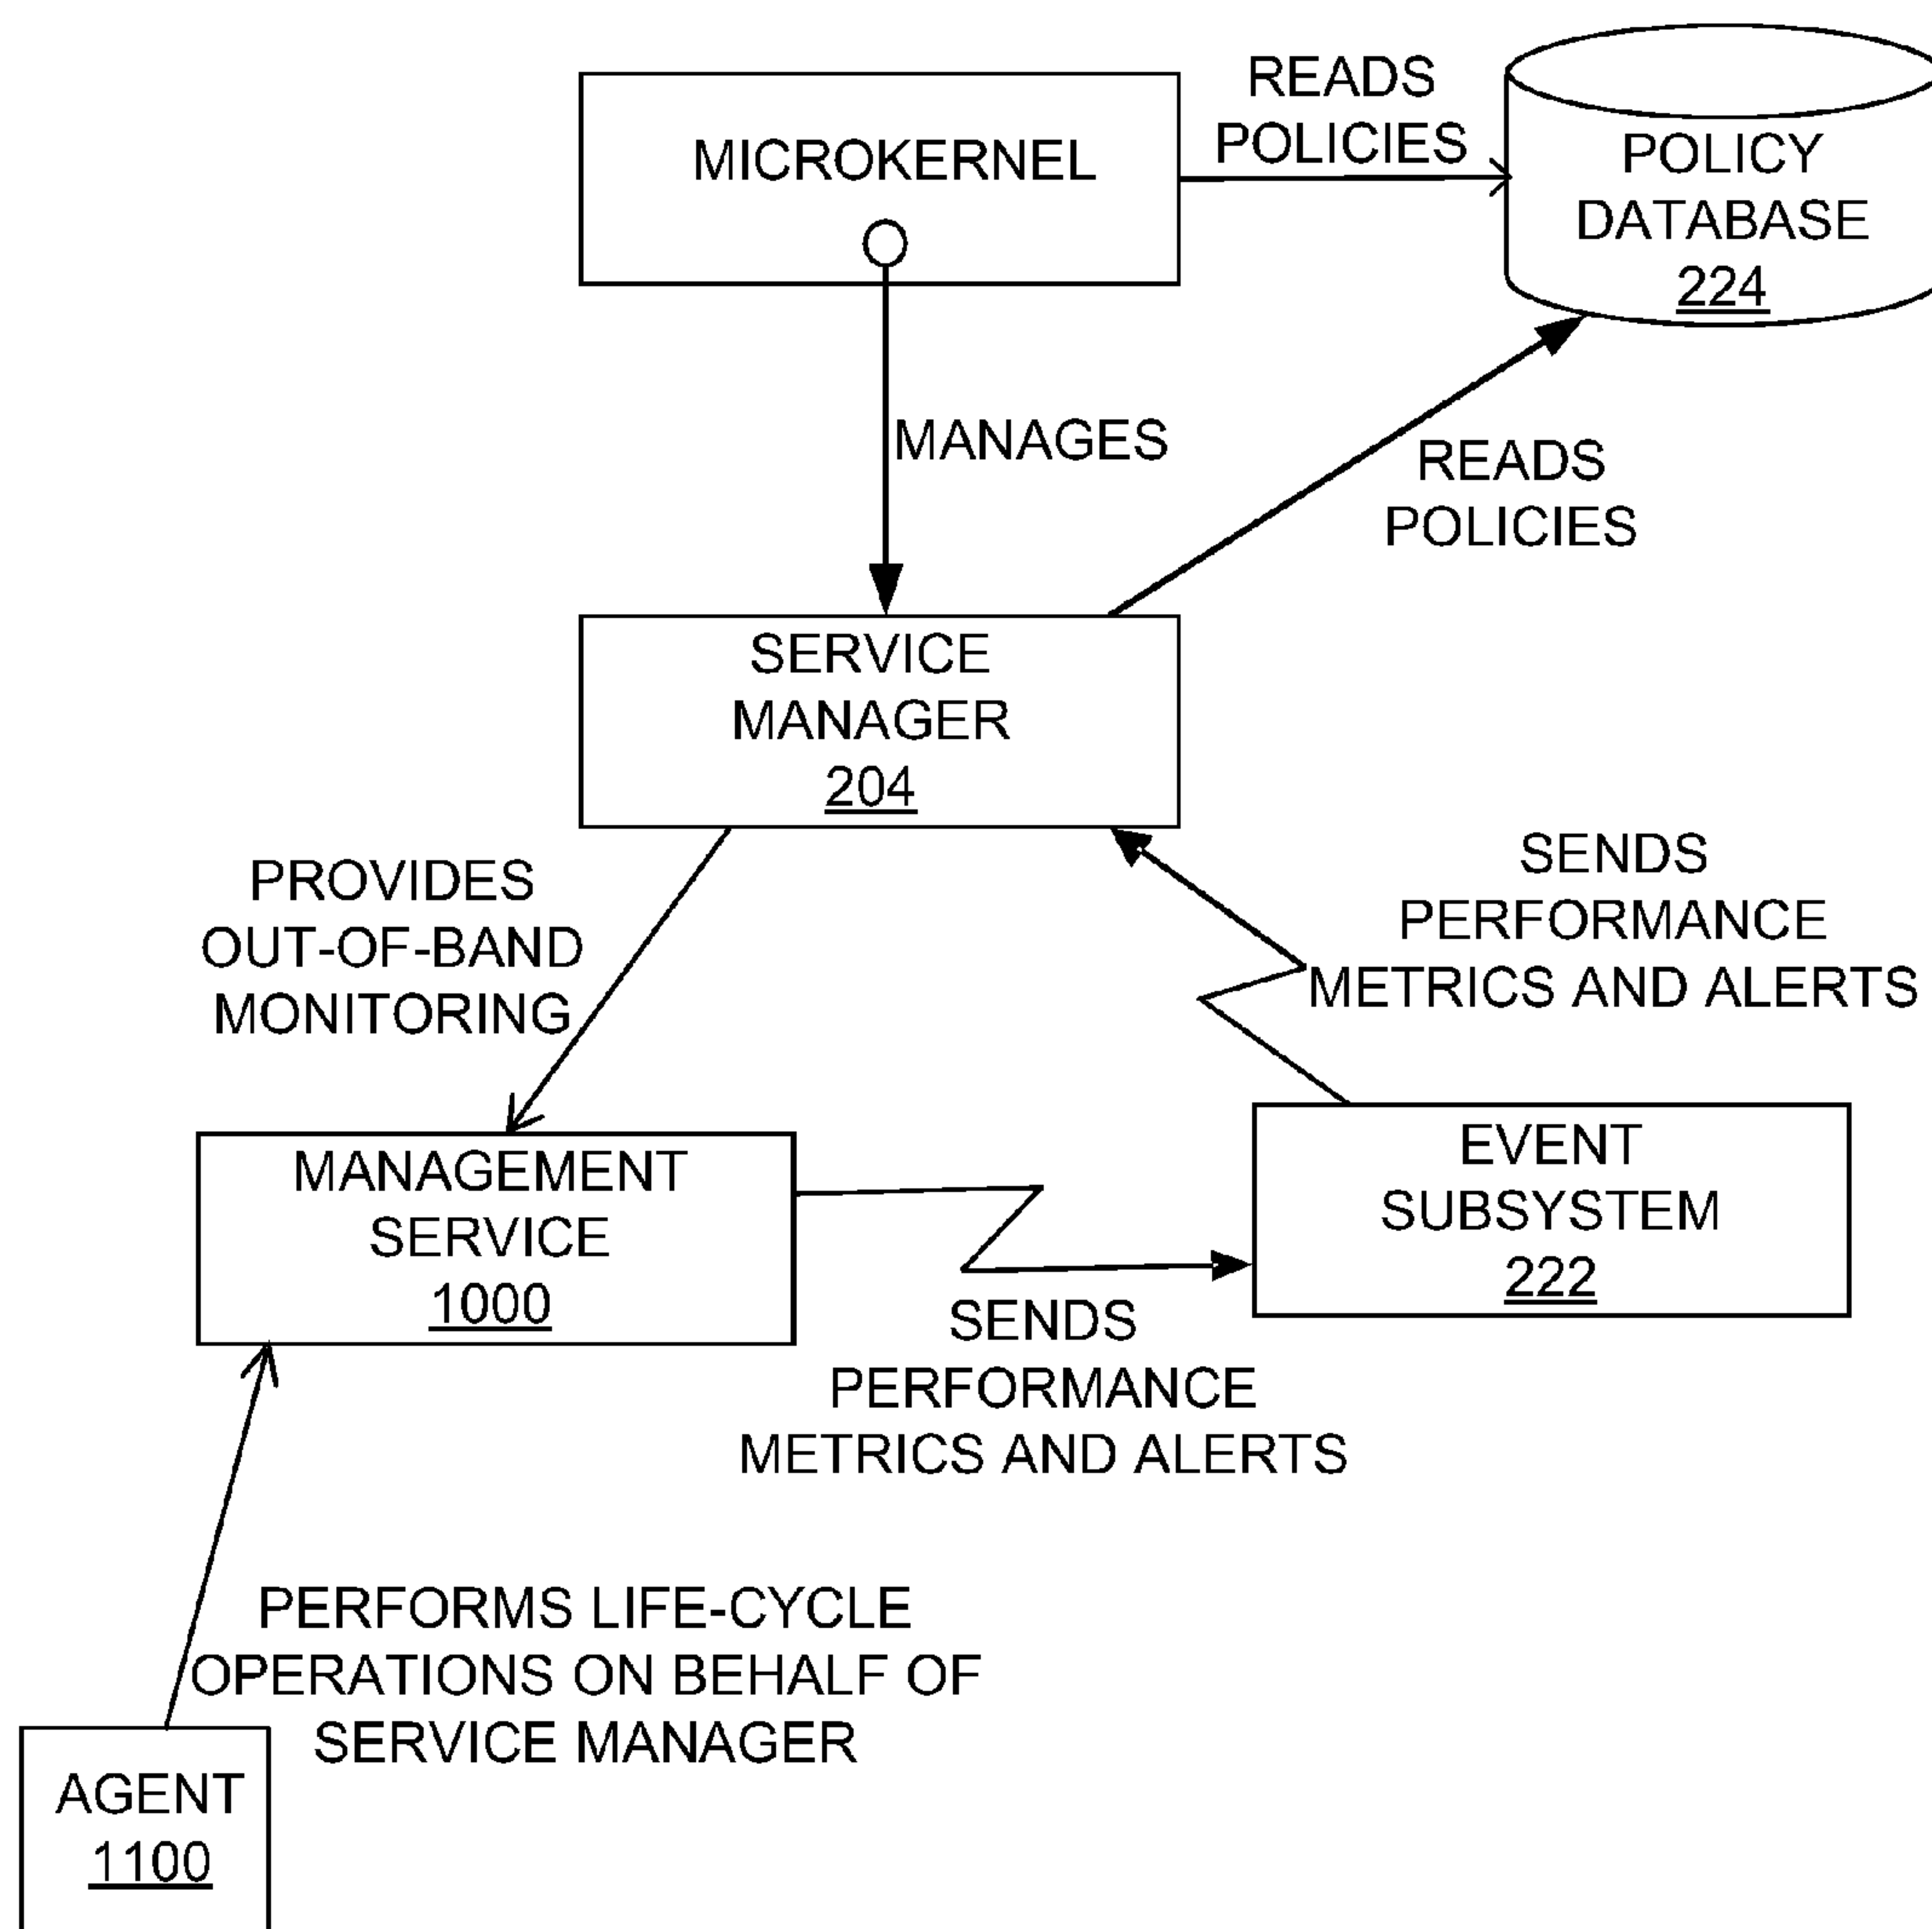 READS
POLICIES
MICROKERNEL
POLICY
DATABASE
224
MANAGES
READS
POLICIES
SERVICE
MANAGER
204
PROVIDES
OUT-OF-BAND
MONITORING
SENDS
PERFORMANCE
METRICS AND ALERTS
MANAGEMENT
SERVICE
1000
EVENT
SUBSYSTEM
222
SENDS
PERFORMANCE
METRICS AND ALERTS
PERFORMS LIFE-CYCLE
OPERATIONS ON BEHALF OF
SERVICE MANAGER
AGENT
1100